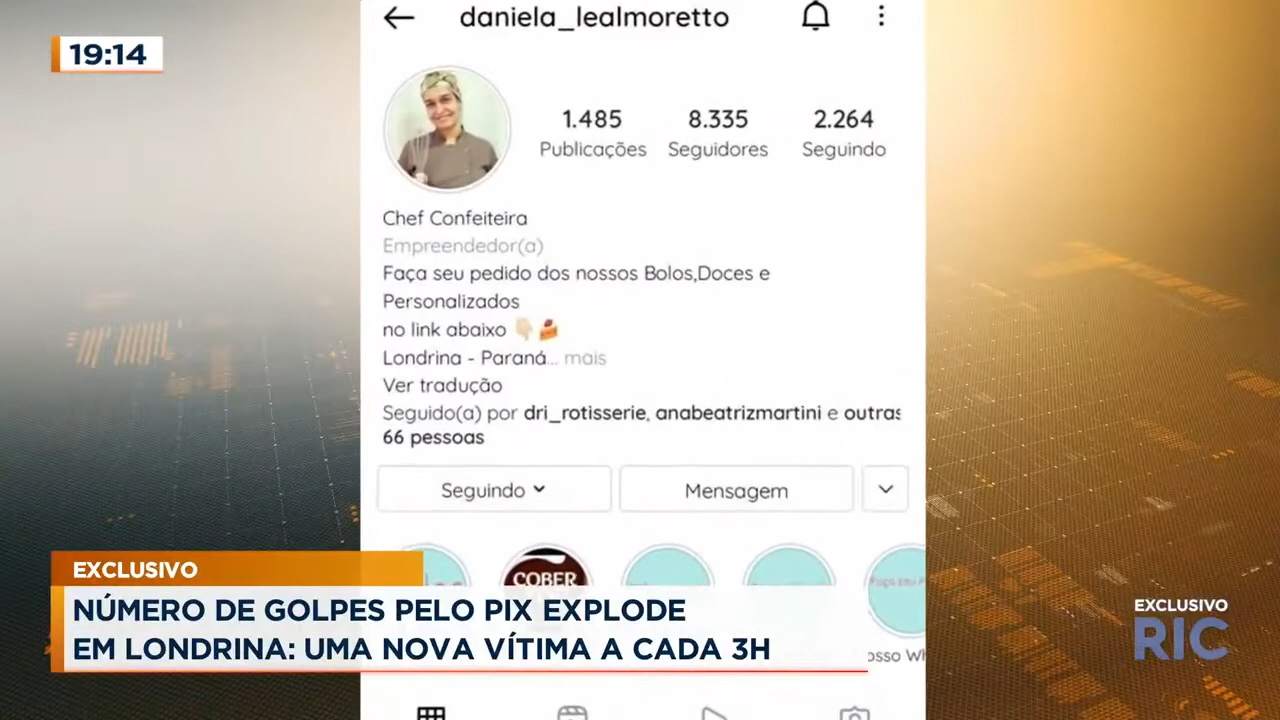 19:14
daniela_lealmoretto
1.485 8.335 2.264
Publicações Seguidores Seguindo
Chef Confeiteira
Empreendedor(a)
Faça seu pedido dos nossos Bolos,Doces e
Personalizados
no link abaixo
Londrina - Paraná... mais
Ver tradução
Seguido(a) por dri_rotisserie, anabeatrizmartini e outras
66 pessoas
Seguindo Mensagem
COBER
EXCLUSIVO
NÚMERO DE GOLPES PELO PIX EXPLODE
EM LONDRINA: UMA NOVA VÍTIMA A CADA 3H
EXCLUSIVO
RIC